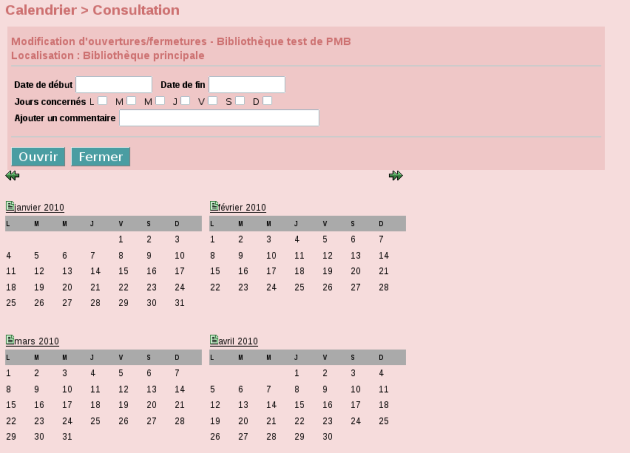 Calendrier > Consultation
Modification d'ouvertures/fermetures - Bibliothèque test de PMB
Localisation : Bibliothèque principale
Date de début Date de fin
Jours concernés L M M J V S D
Ajouter un commentaire
Ouvrir Fermer
janvier 2010
L M M J V S D
1 2 3
4 5 6 7 8 9 10
11 12 13 14 15 16 17
18 19 20 21 22 23 24
25 26 27 28 29 30 31
février 2010
L M M J V S D
1 2 3 4 5 6 7
8 9 10 11 12 13 14
15 16 17 18 19 20 21
22 23 24 25 26 27 28
mars 2010
L M M J V S D
1 2 3 4 5 6 7
8 9 10 11 12 13 14
15 16 17 18 19 20 21
22 23 24 25 26 27 28
29 30 31
avril 2010
L M M J V S D
1 2 3 4
5 6 7 8 9 10 11
12 13 14 15 16 17 18
19 20 21 22 23 24 25
26 27 28 29 30